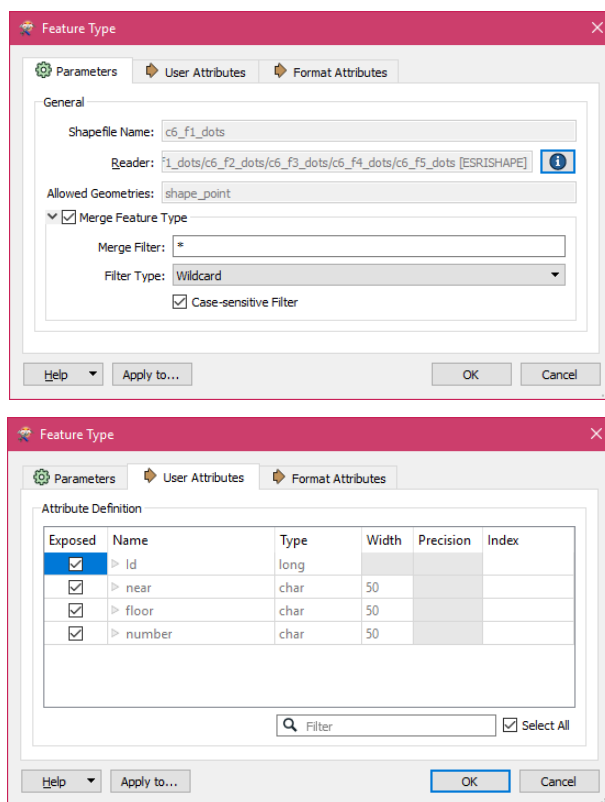 Feature Type
Parameters User Attributes Format Attributes
General
Shapefile Name: c6_f1_dots
Reader: f1_dots/c6_f2_dots/c6_f3_dots/c6_f4_dots/c6_f5_dots [ESRISHAPE]
Allowed Geometries: shape_point
Merge Feature Type
Merge Filter: *
Filter Type: Wildcard
Case-sensitive Filter
Help Apply to... OK Cancel
Feature Type
Parameters User Attributes Format Attributes
Attribute Definition
Exposed Name Type Width Precision Index
Id long
near char 50
floor char 50
number char 50
Filter Select All
Help Apply to... OK Cancel